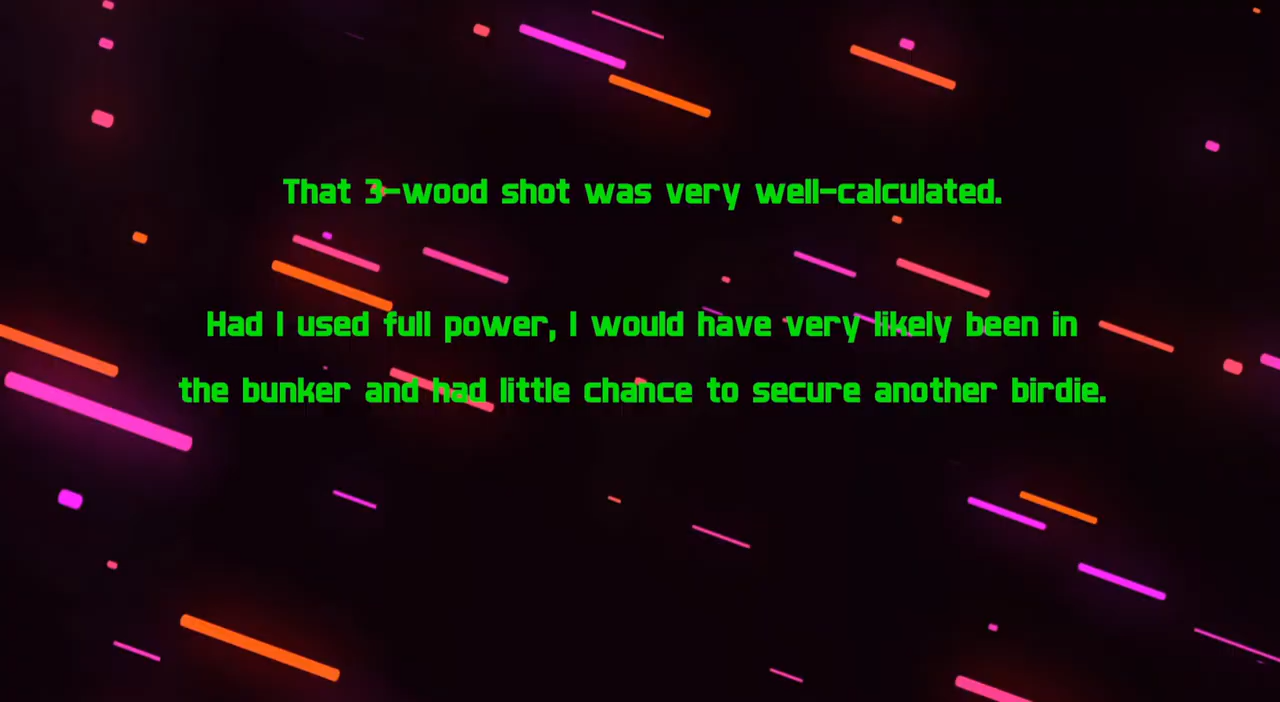 That 3-wood shot was very well-calculated.
Had I used full power, I would have very likely been in
the bunker and had little chance to secure another birdie.